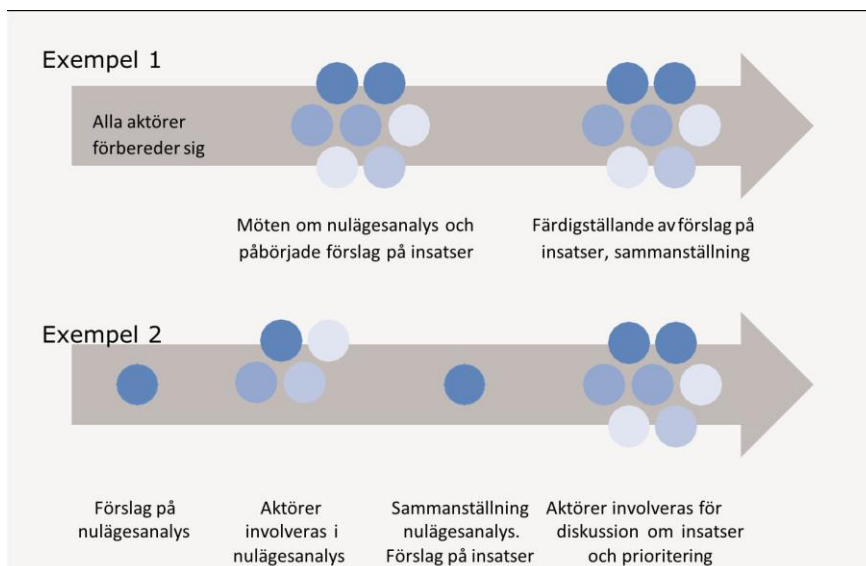 Exempel 1
Alla aktörer
förbereder sig
Möten om nulägesanalys och
påbörjade förslag på insatser
Färdigställande av förslag på
insatser, sammanställning
Exempel 2
Förslag på
nulägesanalys
Aktörer
involveras i
nulägesanalys
Sammanställning
nulägesanalys.
Förslag på insatser
Aktörer involveras för
diskussion om insatser
och prioritering